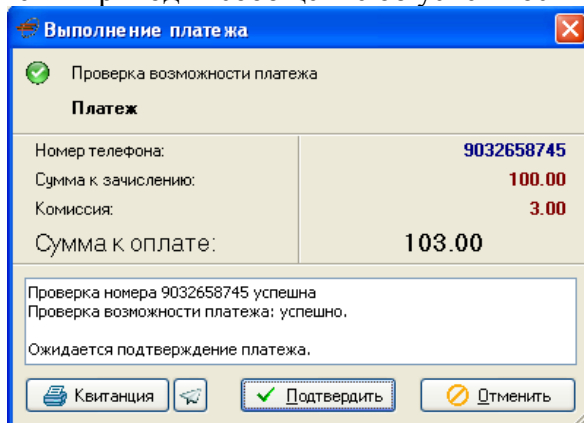 Выполнение платежа
Проверка возможности платежа
Платеж
Номер телефона: 9032658745
Сумма к зачислению: 100.00
Комиссия: 3.00
Сумма к оплате: 103.00
Проверка номера 9032658745 успешна
Проверка возможности платежа: успешно.
Ожидается подтверждение платежа.
Квитанция Подтвердить Отменить